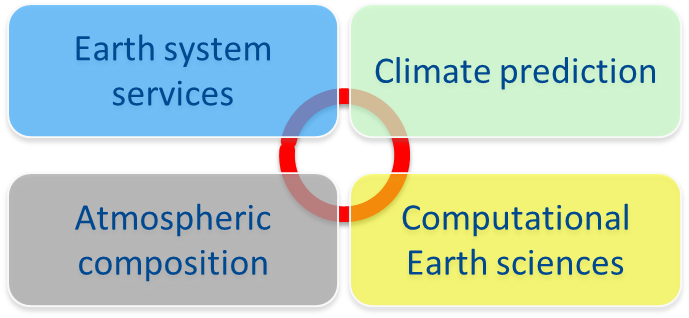 Earth system
services
Climate prediction
Atmospheric
composition
Computational
Earth sciences